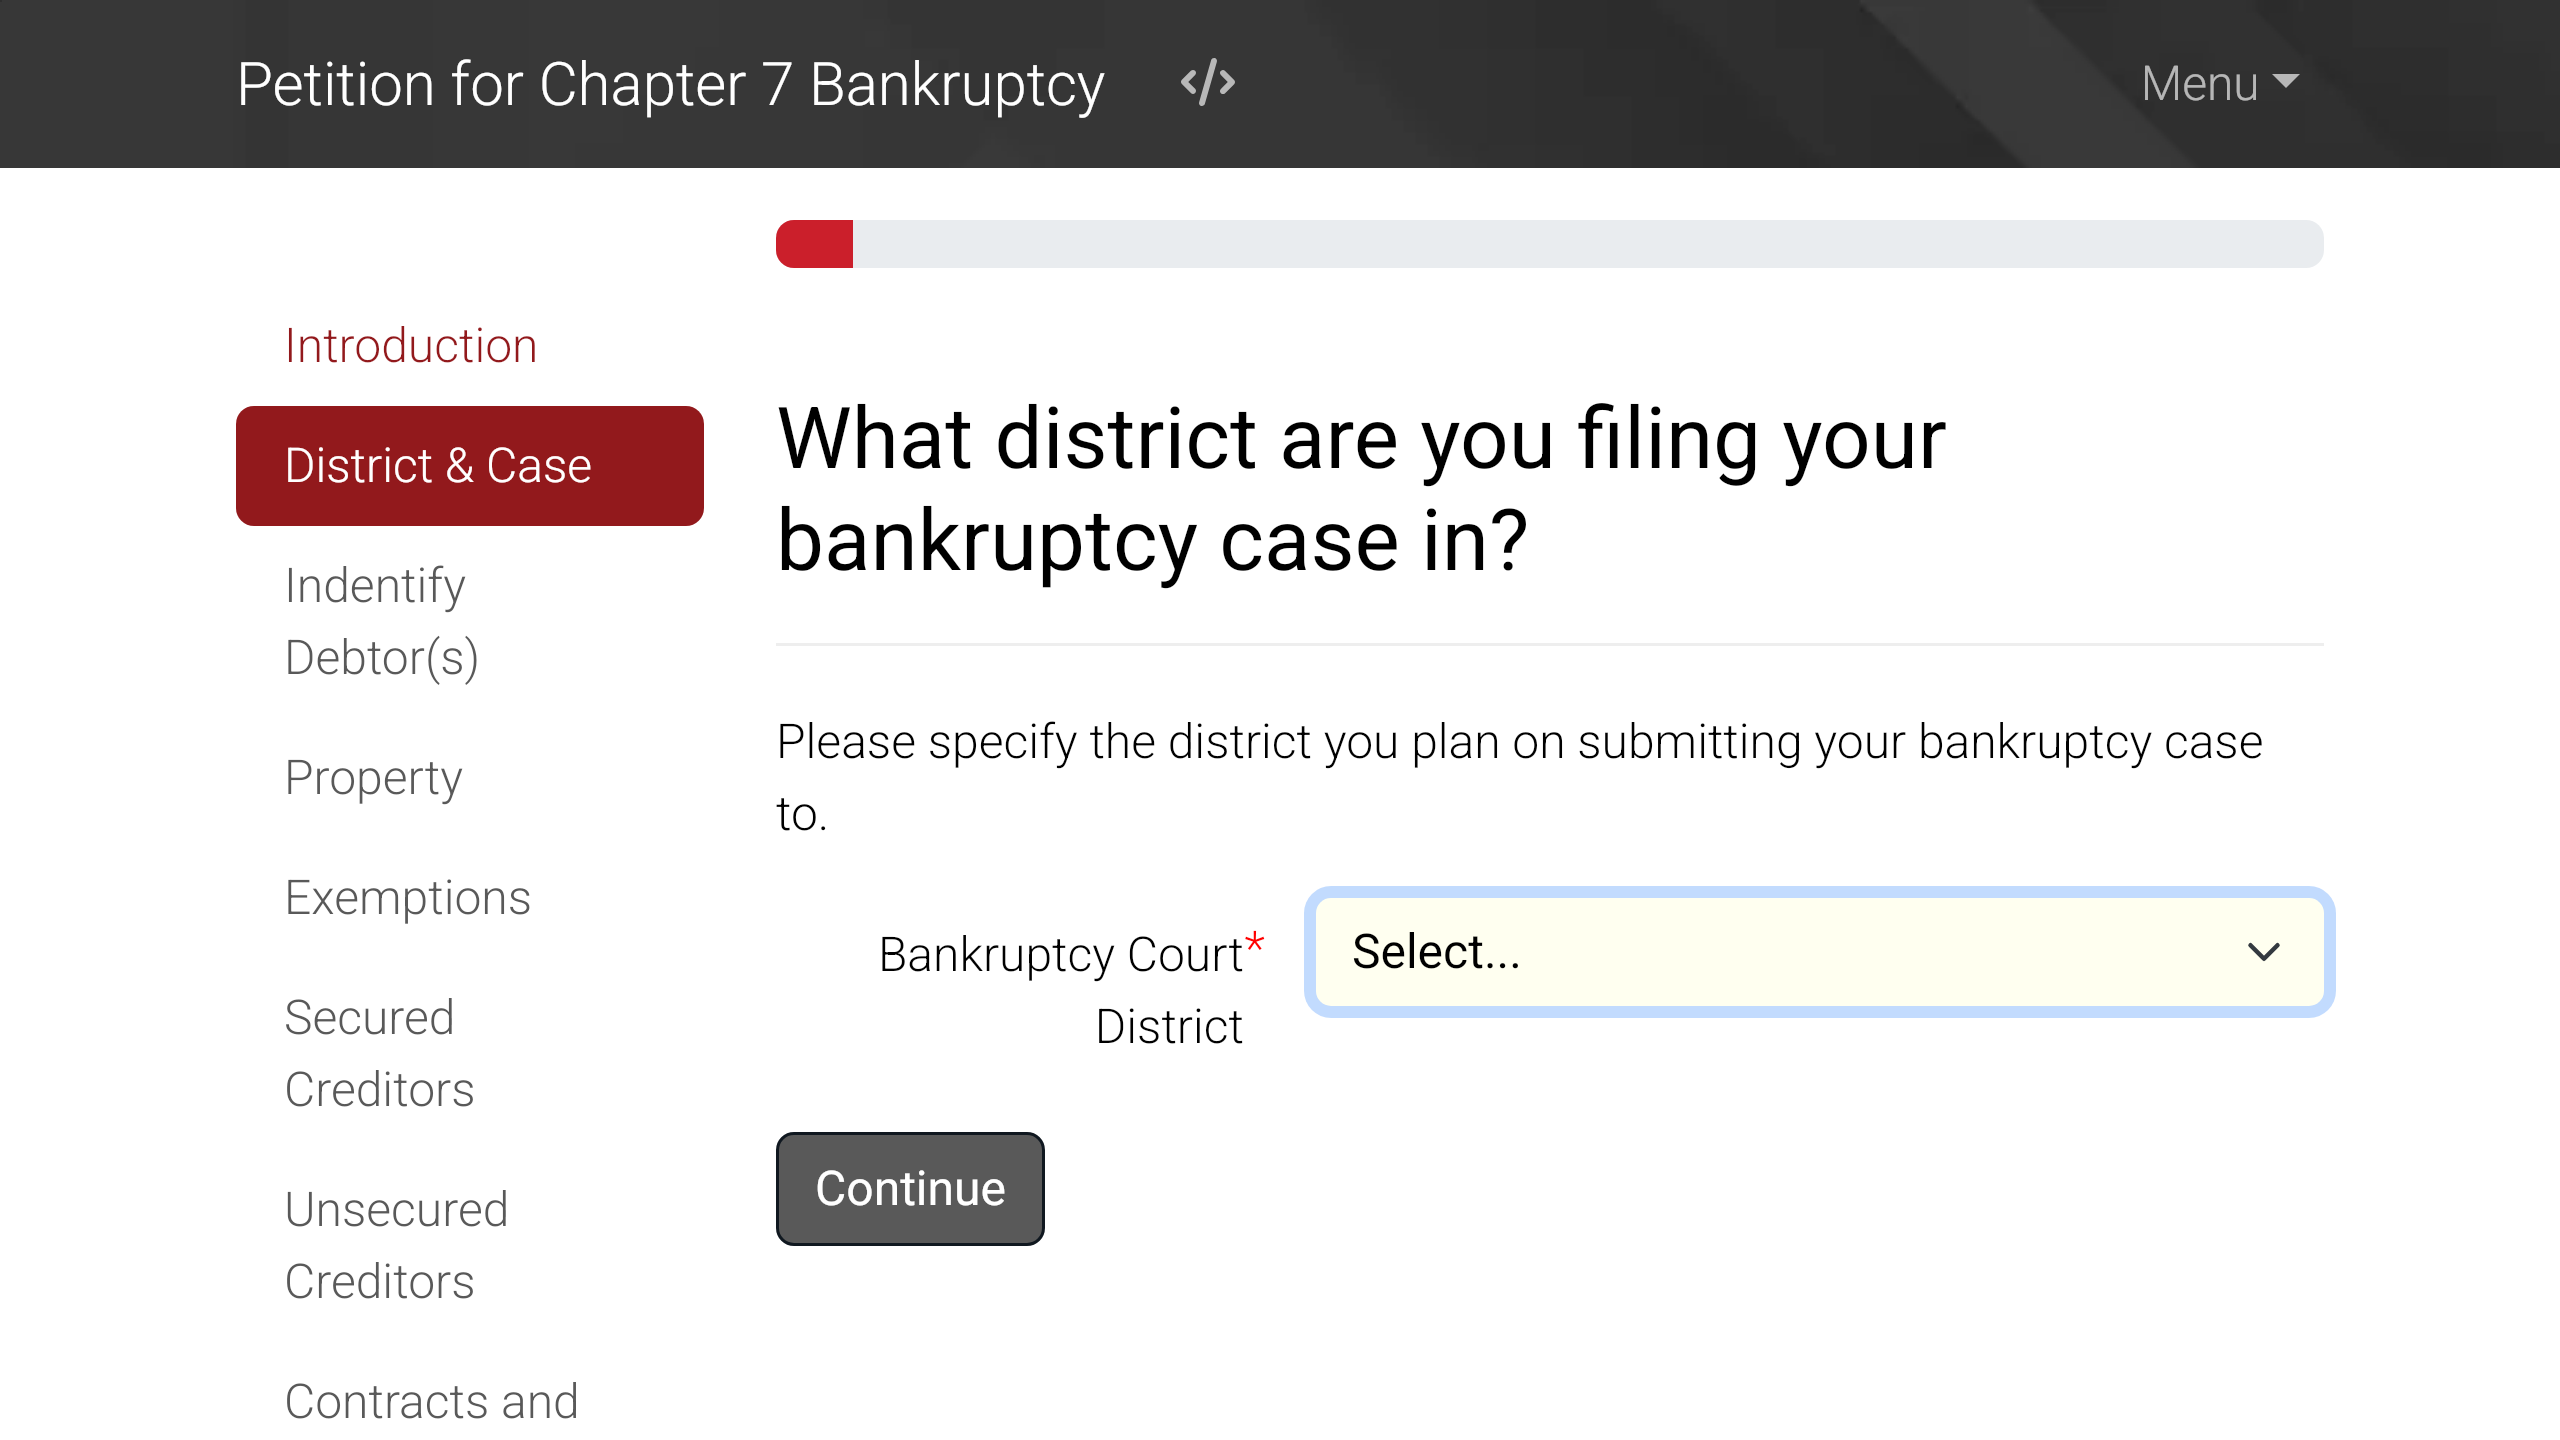 Petition for Chapter 7 Bankruptcy </> Menu
Introduction
District & Case
Indentify
Debtor(s)
Property
Exemptions
Secured
Creditors
Unsecured
Creditors
Contracts and
What district are you filing your
bankruptcy case in?
Please specify the district you plan on submitting your bankruptcy case
to.
Bankruptcy Court*
District
Select...
Continue